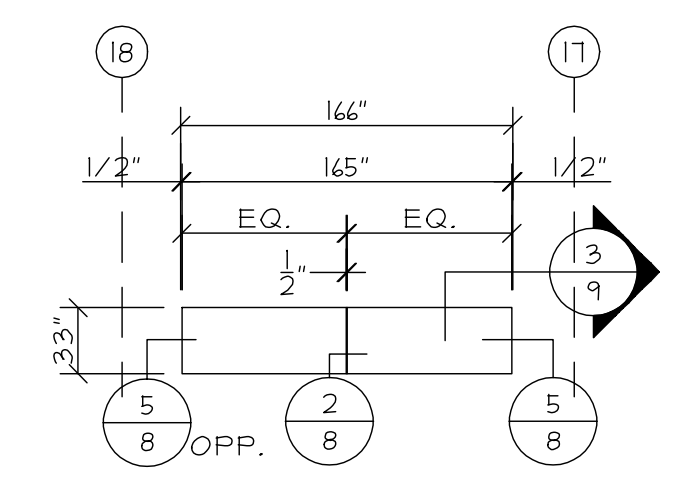 18 17
166"
1/2" 165" 1/2"
EQ. EQ.
1/2"
3
9
33"
5 2 5
8 OPP. 8 8